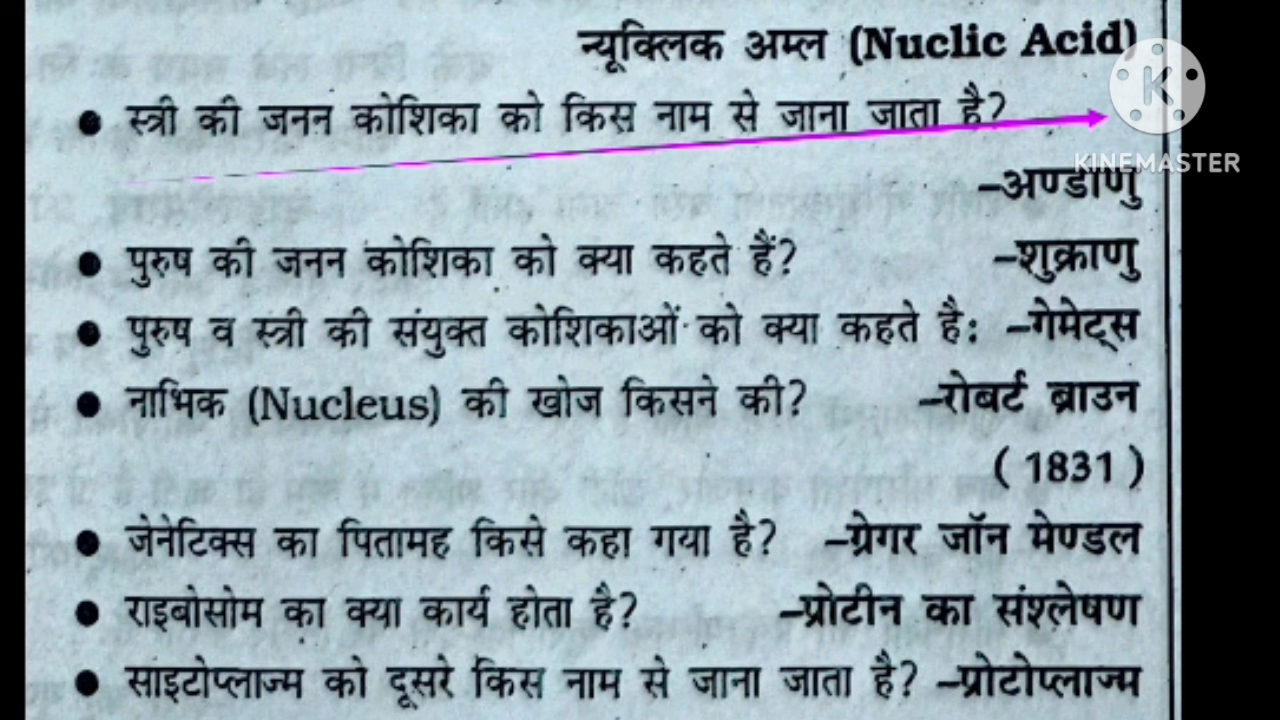 न्यूक्लिक अम्ल (Nuclic Acid)
● स्त्री की जनन कोशिका को किस नाम से जाना जाता है?
K
KINEMASTER
–अण्डाणु
● पुरुष की जनन कोशिका को क्या कहते हैं? –शुक्राणु
● पुरुष व स्त्री की संयुक्त कोशिकाओं को क्या कहते है: –गेमेट्स
● नाभिक (Nucleus) की खोज किसने की? –रोबर्ट ब्राउन
( 1831 )
● जेनेटिक्स का पितामह किसे कहा गया है? –ग्रेगर जॉन मेण्डल
● राइबोसोम का क्या कार्य होता है? –प्रोटीन का संश्लेषण
● साइटोप्लाज्म को दूसरे किस नाम से जाना जाता है? –प्रोटोप्लाज्म